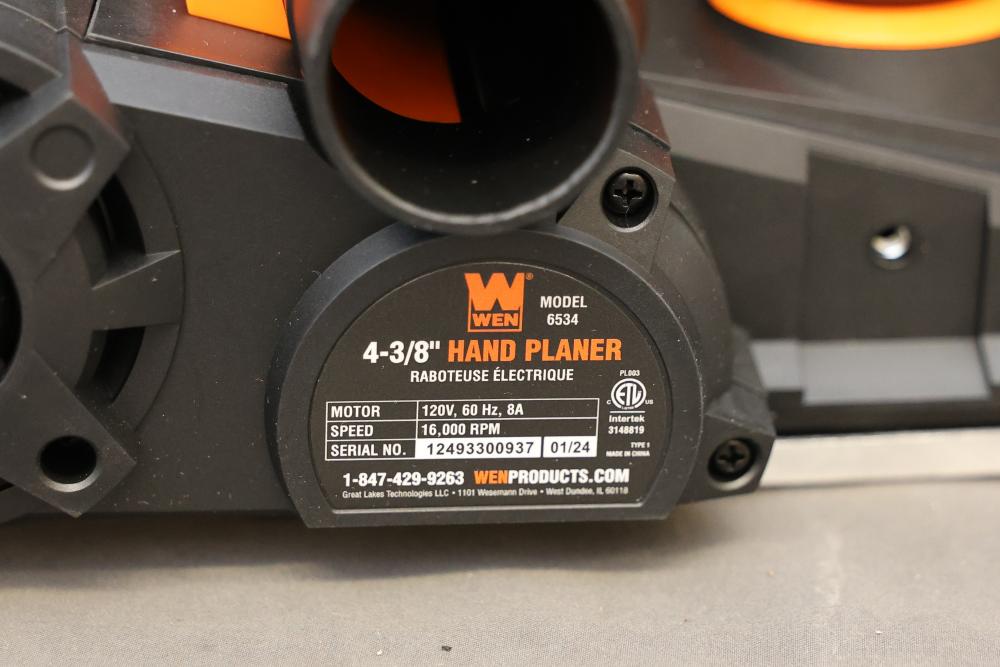 W®
WEN
MODEL
6534
4-3/8" HAND PLANER
RABOTEUSE ÉLECTRIQUE
PL003
ETL
LISTED
C US
Intertek
3148819
MOTOR 120V, 60 Hz, 8A
SPEED 16,000 RPM
SERIAL NO. 12493300937 01/24
TYPE 1
MADE IN CHINA
1-847-429-9263 WENPRODUCTS.COM
Great Lakes Technologies LLC • 1101 Wesemann Drive • West Dundee, IL 60118